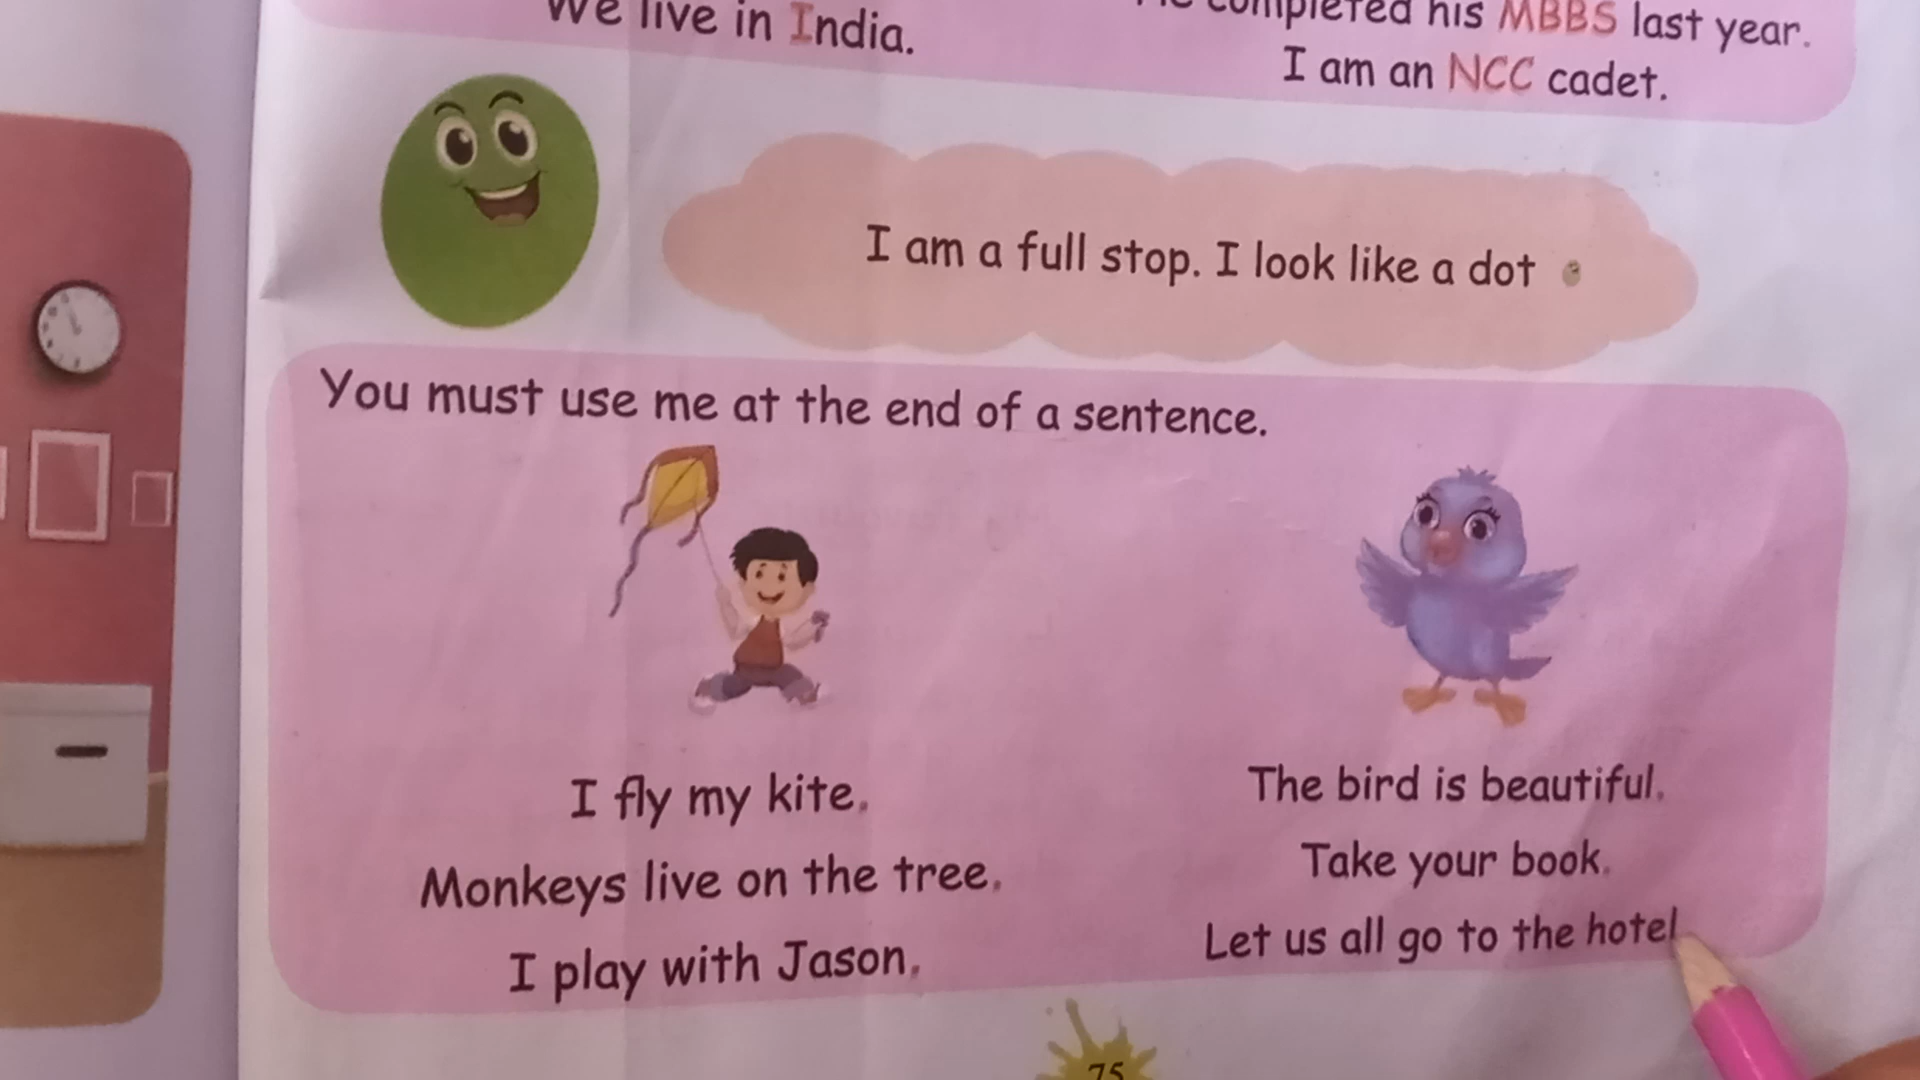 We live in India.
completed his MBBS last year.
I am an NCC cadet.
I am a full stop. I look like a dot .
You must use me at the end of a sentence.
I fly my kite.
Monkeys live on the tree.
I play with Jason.
The bird is beautiful.
Take your book.
Let us all go to the hotel
75